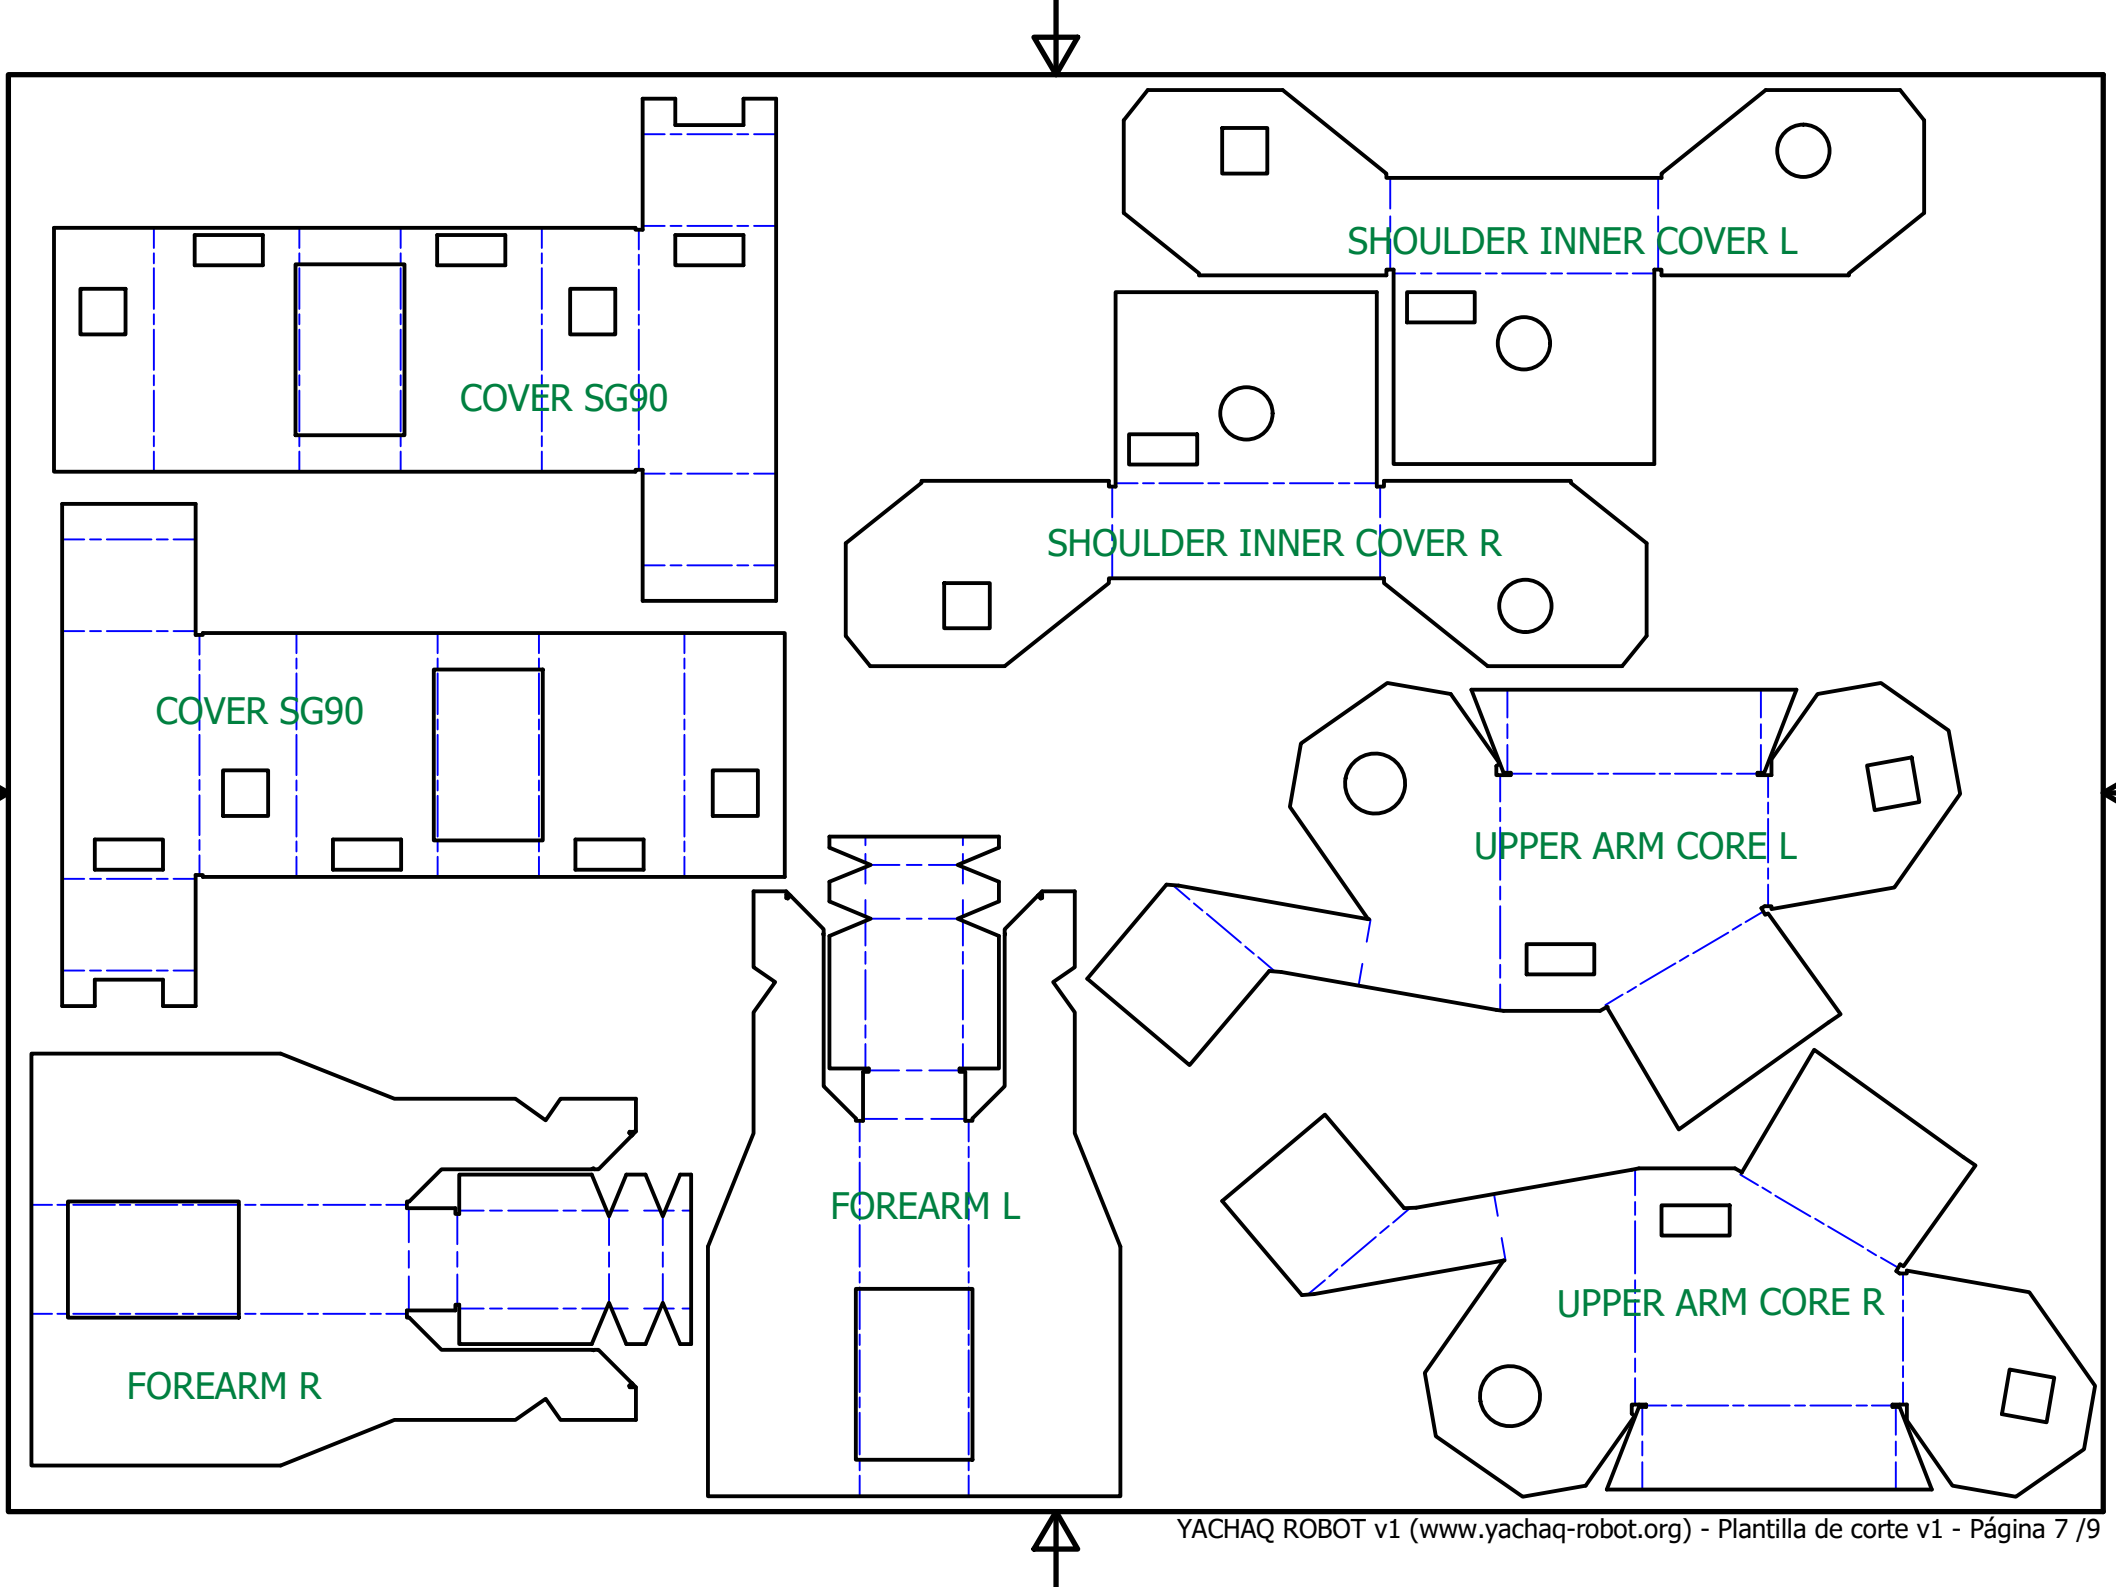 SHOULDER INNER COVER L
COVER SG90
SHOULDER INNER COVER R
COVER SG90
UPPER ARM CORE L
FOREARM L
UPPER ARM CORE R
FOREARM R
YACHAQ ROBOT v1 (www.yachaq-robot.org) - Plantilla de corte v1 - Página 7 /9